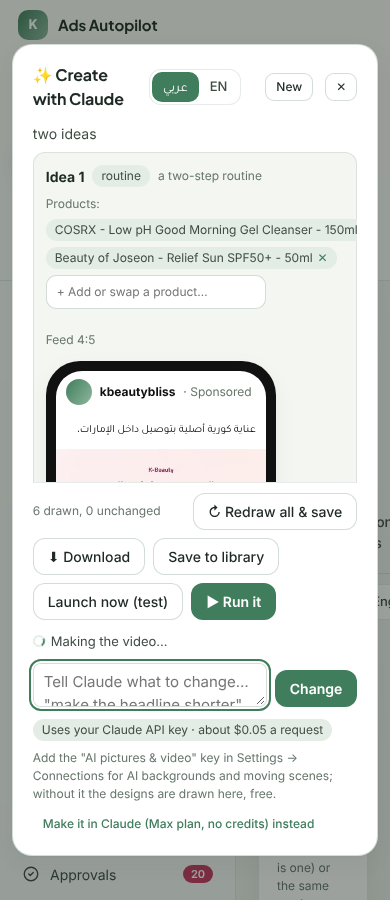 K Ads Autopilot
✨ Create
with Claude
عربي EN New ✕
two ideas
Idea 1 routine a two-step routine
Products:
COSRX - Low pH Good Morning Gel Cleanser - 150ml
Beauty of Joseon - Relief Sun SPF50+ - 50ml ✕
+ Add or swap a product...
Feed 4:5
kbeautybliss · Sponsored
عناية كورية أصلية بتوصيل داخل الإمارات.
K-Beauty
6 drawn, 0 unchanged ↻ Redraw all & save
⬇ Download Save to library
Launch now (test) ▶ Run it
Making the video...
Tell Claude what to change...
"make the headline shorter"
Change
Uses your Claude API key · about $0.05 a request
Add the "AI pictures & video" key in Settings →
Connections for AI backgrounds and moving scenes;
without it the designs are drawn here, free.
Make it in Claude (Max plan, no credits) instead
Approvals 20
is one) or
the same